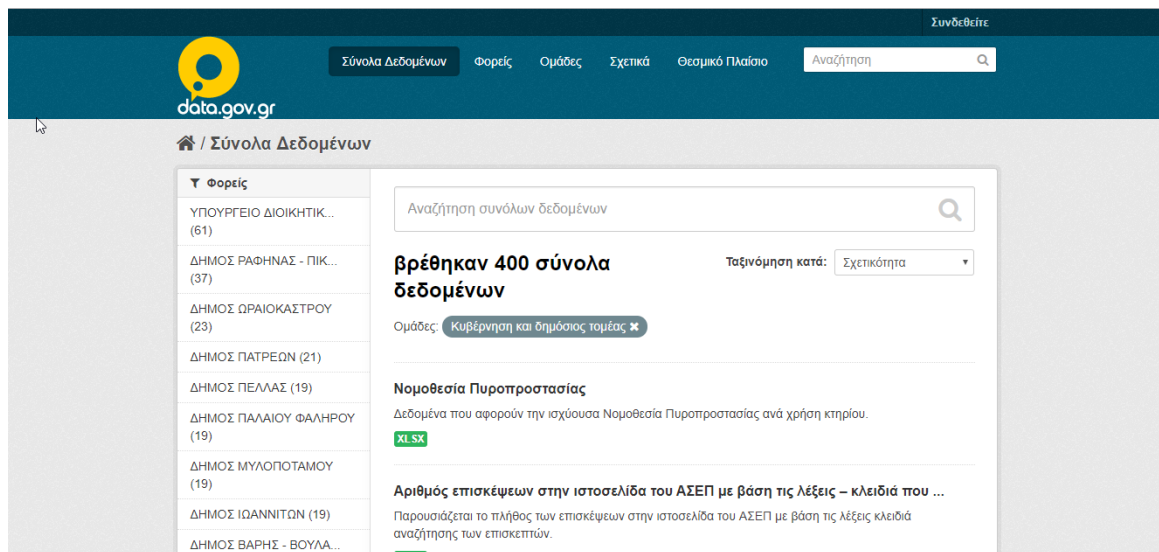 Συνδεθείτε
Σύνολα Δεδομένων Φορείς Ομάδες Σχετικά Θεσμικό Πλαίσιο Αναζήτηση
data.gov.gr
/ Σύνολα Δεδομένων
Φορείς
ΥΠΟΥΡΓΕΙΟ ΔΙΟΙΚΗΤΙΚ...
(61)
ΔΗΜΟΣ ΡΑΦΗΝΑΣ - ΠΙΚ...
(37)
ΔΗΜΟΣ ΩΡΑΙΟΚΑΣΤΡΟΥ
(23)
ΔΗΜΟΣ ΠΑΤΡΕΩΝ (21)
ΔΗΜΟΣ ΠΕΛΛΑΣ (19)
ΔΗΜΟΣ ΠΑΛΑΙΟΥ ΦΑΛΗΡΟΥ
(19)
ΔΗΜΟΣ ΜΥΛΟΠΟΤΑΜΟΥ
(19)
ΔΗΜΟΣ ΙΩΑΝΝΙΤΩΝ (19)
ΔΗΜΟΣ ΒΑΡΗΣ - ΒΟΥΛΑ...
Αναζήτηση συνόλων δεδομένων
βρέθηκαν 400 σύνολα
δεδομένων
Ταξινόμηση κατά: Σχετικότητα
Ομάδες: Κυβέρνηση και δημόσιος τομέας ✖
Νομοθεσία Πυροπροστασίας
Δεδομένα που αφορούν την ισχύουσα Νομοθεσία Πυροπροστασίας ανά χρήση κτηρίου.
XLSX
Αριθμός επισκέψεων στην ιστοσελίδα του ΑΣΕΠ με βάση τις λέξεις – κλειδιά που ...
Παρουσιάζεται το πλήθος των επισκέψεων στην ιστοσελίδα του ΑΣΕΠ με βάση τις λέξεις κλειδιά
αναζήτησης των επισκεπτών.